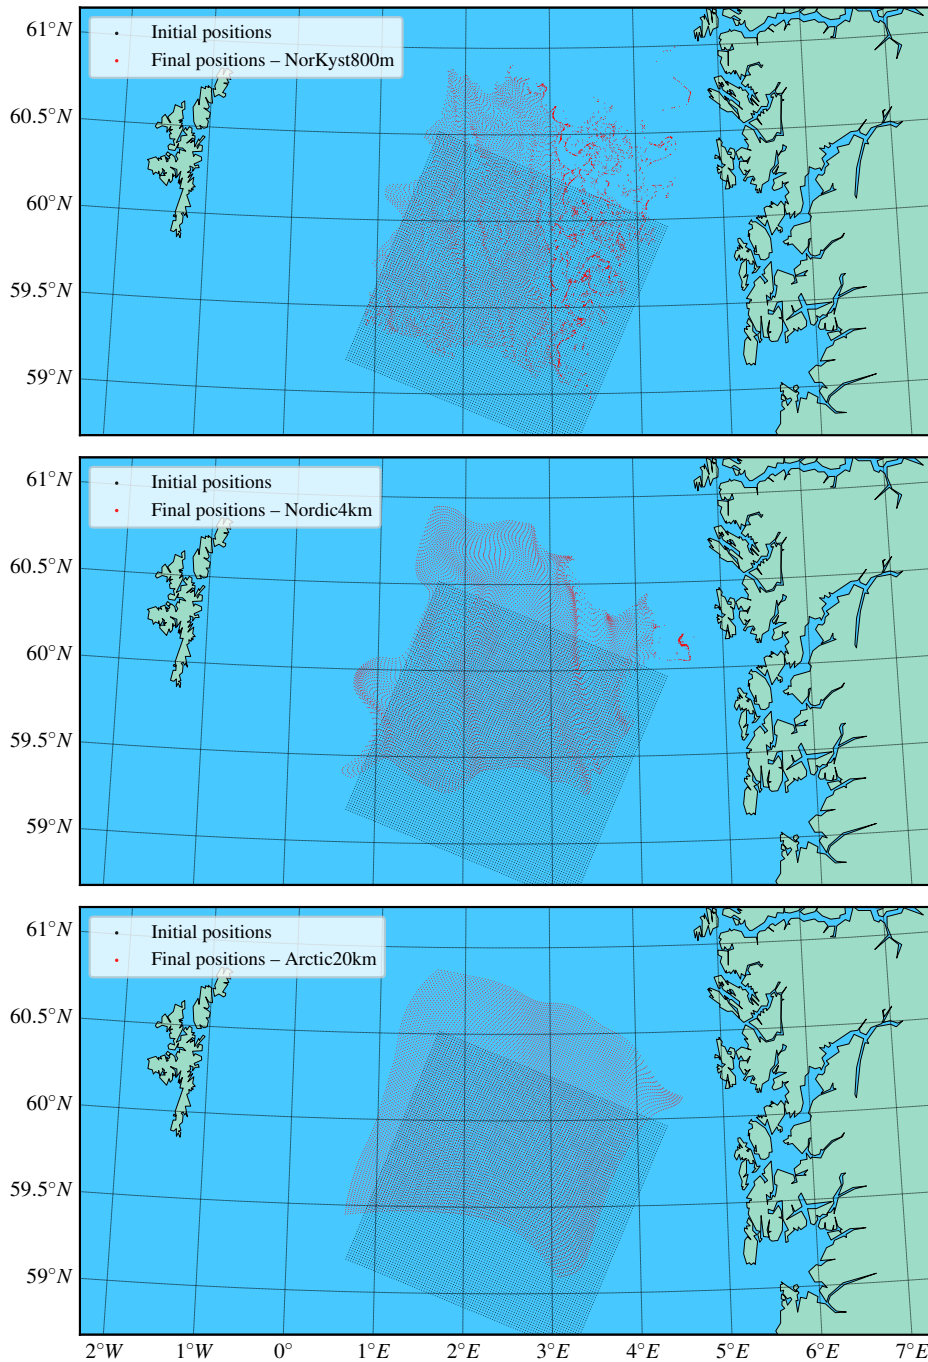 61°N
Initial positions
Final positions – NorKyst800m
60.5°N
60°N
59.5°N
59°N
61°N
Initial positions
Final positions – Nordic4km
60.5°N
60°N
59.5°N
59°N
61°N
Initial positions
Final positions – Arctic20km
60.5°N
60°N
59.5°N
59°N
2°W 1°W 0° 1°E 2°E 3°E 4°E 5°E 6°E 7°E